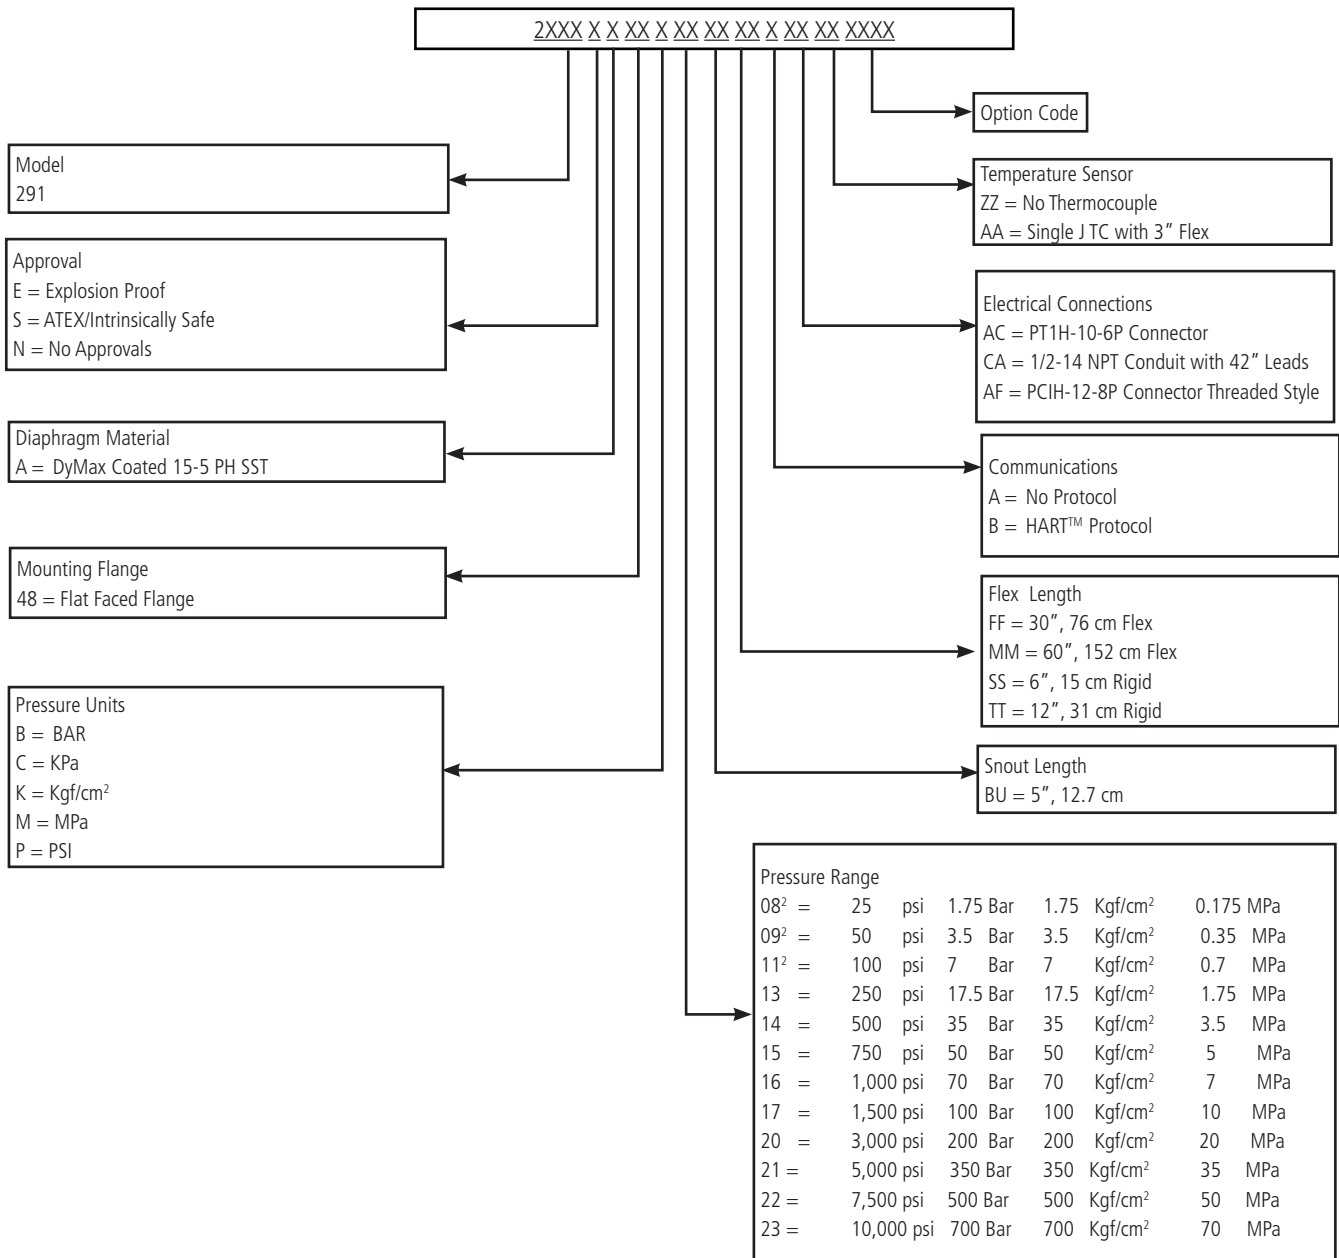 2XXX X X XX X XX XX XX X XX XX XXXX
Option Code
Model
291
Temperature Sensor
ZZ = No Thermocouple
AA = Single J TC with 3" Flex
Approval
E = Explosion Proof
S = ATEX/Intrinsically Safe
N = No Approvals
Electrical Connections
AC = PT1H-10-6P Connector
CA = 1/2-14 NPT Conduit with 42" Leads
AF = PCIH-12-8P Connector Threaded Style
Diaphragm Material
A = DyMax Coated 15-5 PH SST
Communications
A = No Protocol
B = HART™ Protocol
Mounting Flange
48 = Flat Faced Flange
Flex Length
FF = 30", 76 cm Flex
MM = 60", 152 cm Flex
SS = 6", 15 cm Rigid
TT = 12", 31 cm Rigid
Pressure Units
B = BAR
C = KPa
K = Kgf/cm²
M = MPa
P = PSI
Snout Length
BU = 5", 12.7 cm
Pressure Range
08² = 25 psi 1.75 Bar 1.75 Kgf/cm² 0.175 MPa
09² = 50 psi 3.5 Bar 3.5 Kgf/cm² 0.35 MPa
11² = 100 psi 7 Bar 7 Kgf/cm² 0.7 MPa
13 = 250 psi 17.5 Bar 17.5 Kgf/cm² 1.75 MPa
14 = 500 psi 35 Bar 35 Kgf/cm² 3.5 MPa
15 = 750 psi 50 Bar 50 Kgf/cm² 5 MPa
16 = 1,000 psi 70 Bar 70 Kgf/cm² 7 MPa
17 = 1,500 psi 100 Bar 100 Kgf/cm² 10 MPa
20 = 3,000 psi 200 Bar 200 Kgf/cm² 20 MPa
21 = 5,000 psi 350 Bar 350 Kgf/cm² 35 MPa
22 = 7,500 psi 500 Bar 500 Kgf/cm² 50 MPa
23 = 10,000 psi 700 Bar 700 Kgf/cm² 70 MPa